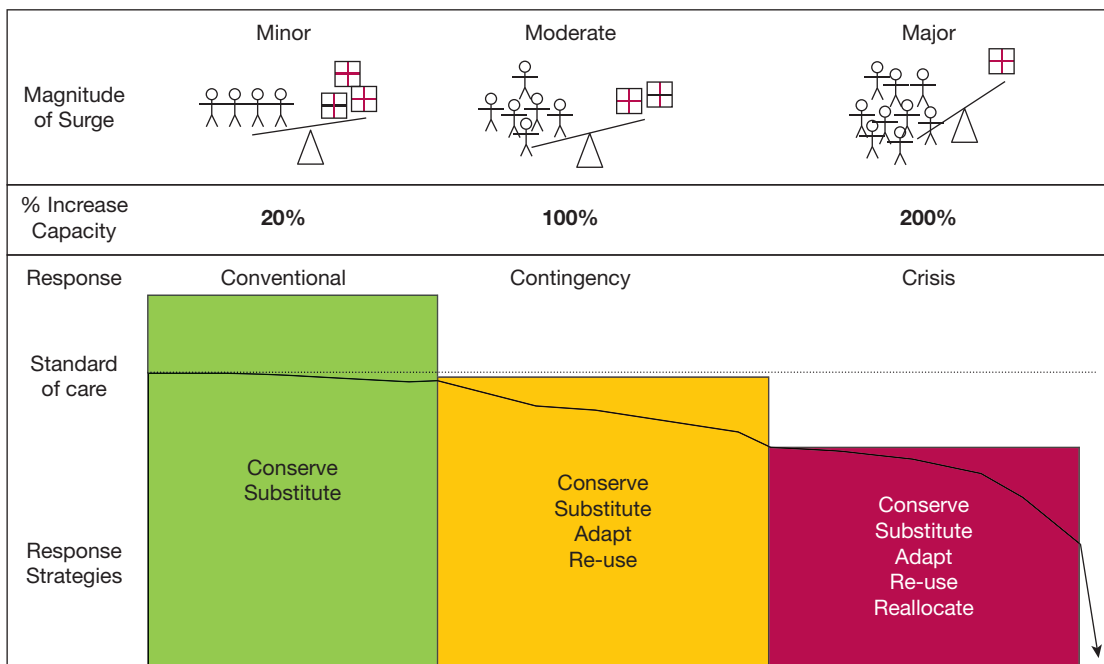 Minor
Moderate
Major
Magnitude
of Surge
% Increase
Capacity
20%
100%
200%
Response
Conventional
Contingency
Crisis
Standard
of care
Response
Strategies
Conserve
Substitute
Conserve
Substitute
Adapt
Re-use
Conserve
Substitute
Adapt
Re-use
Reallocate